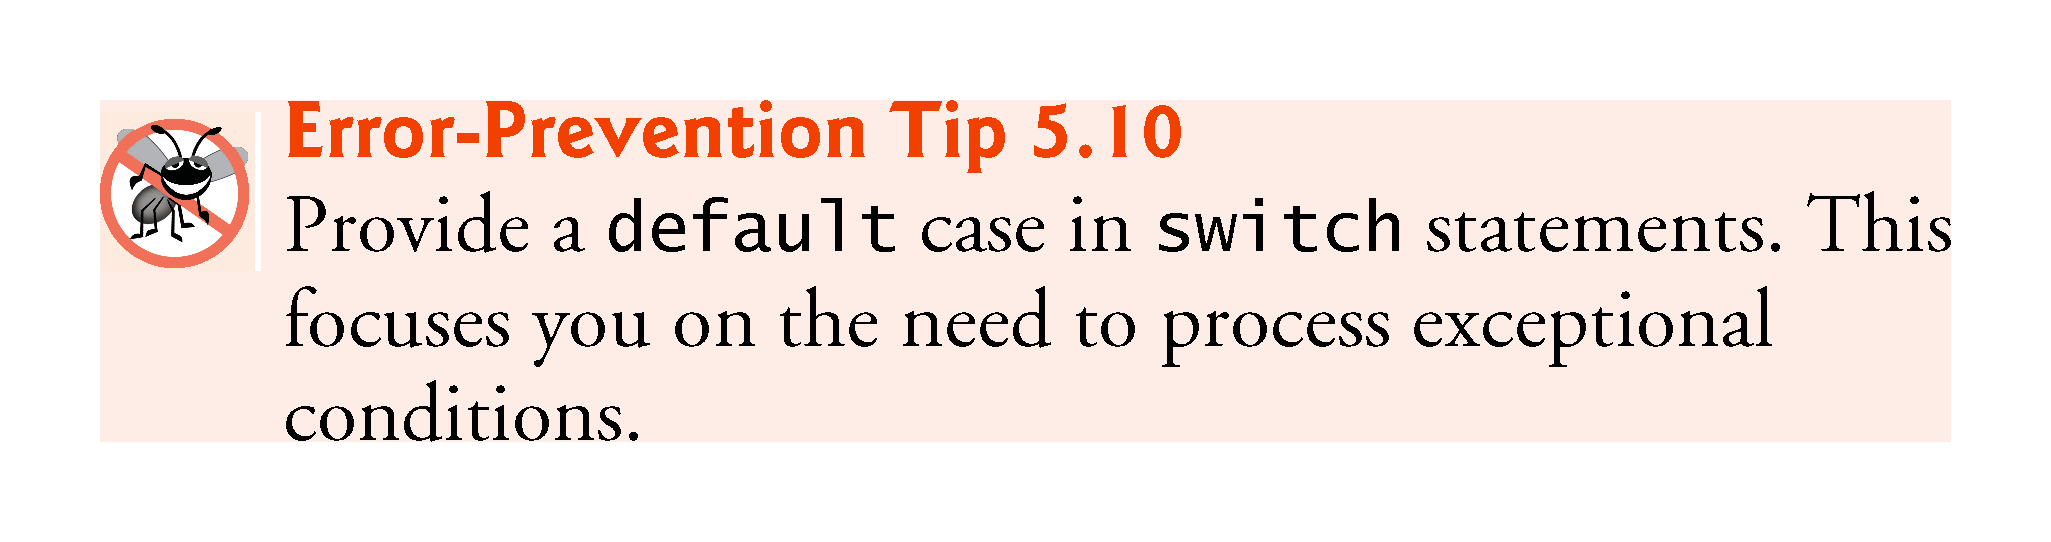 Error-Prevention Tip 5.10
Provide a default case in switch statements. This
focuses you on the need to process exceptional
conditions.